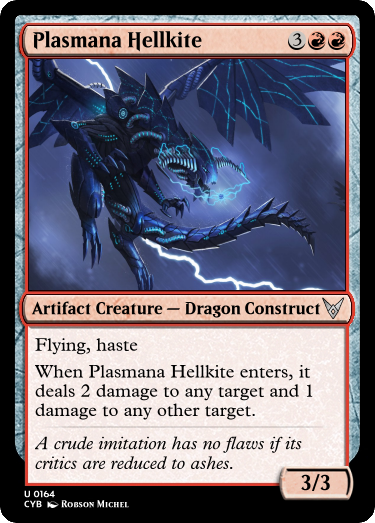 Plasmana Hellkite 3
Artifact Creature — Dragon Construct
Flying, haste
When Plasmana Hellkite enters, it
deals 2 damage to any target and 1
damage to any other target.
A crude imitation has no flaws if its
critics are reduced to ashes.
3/3
U 0164
CYB Robson Michel